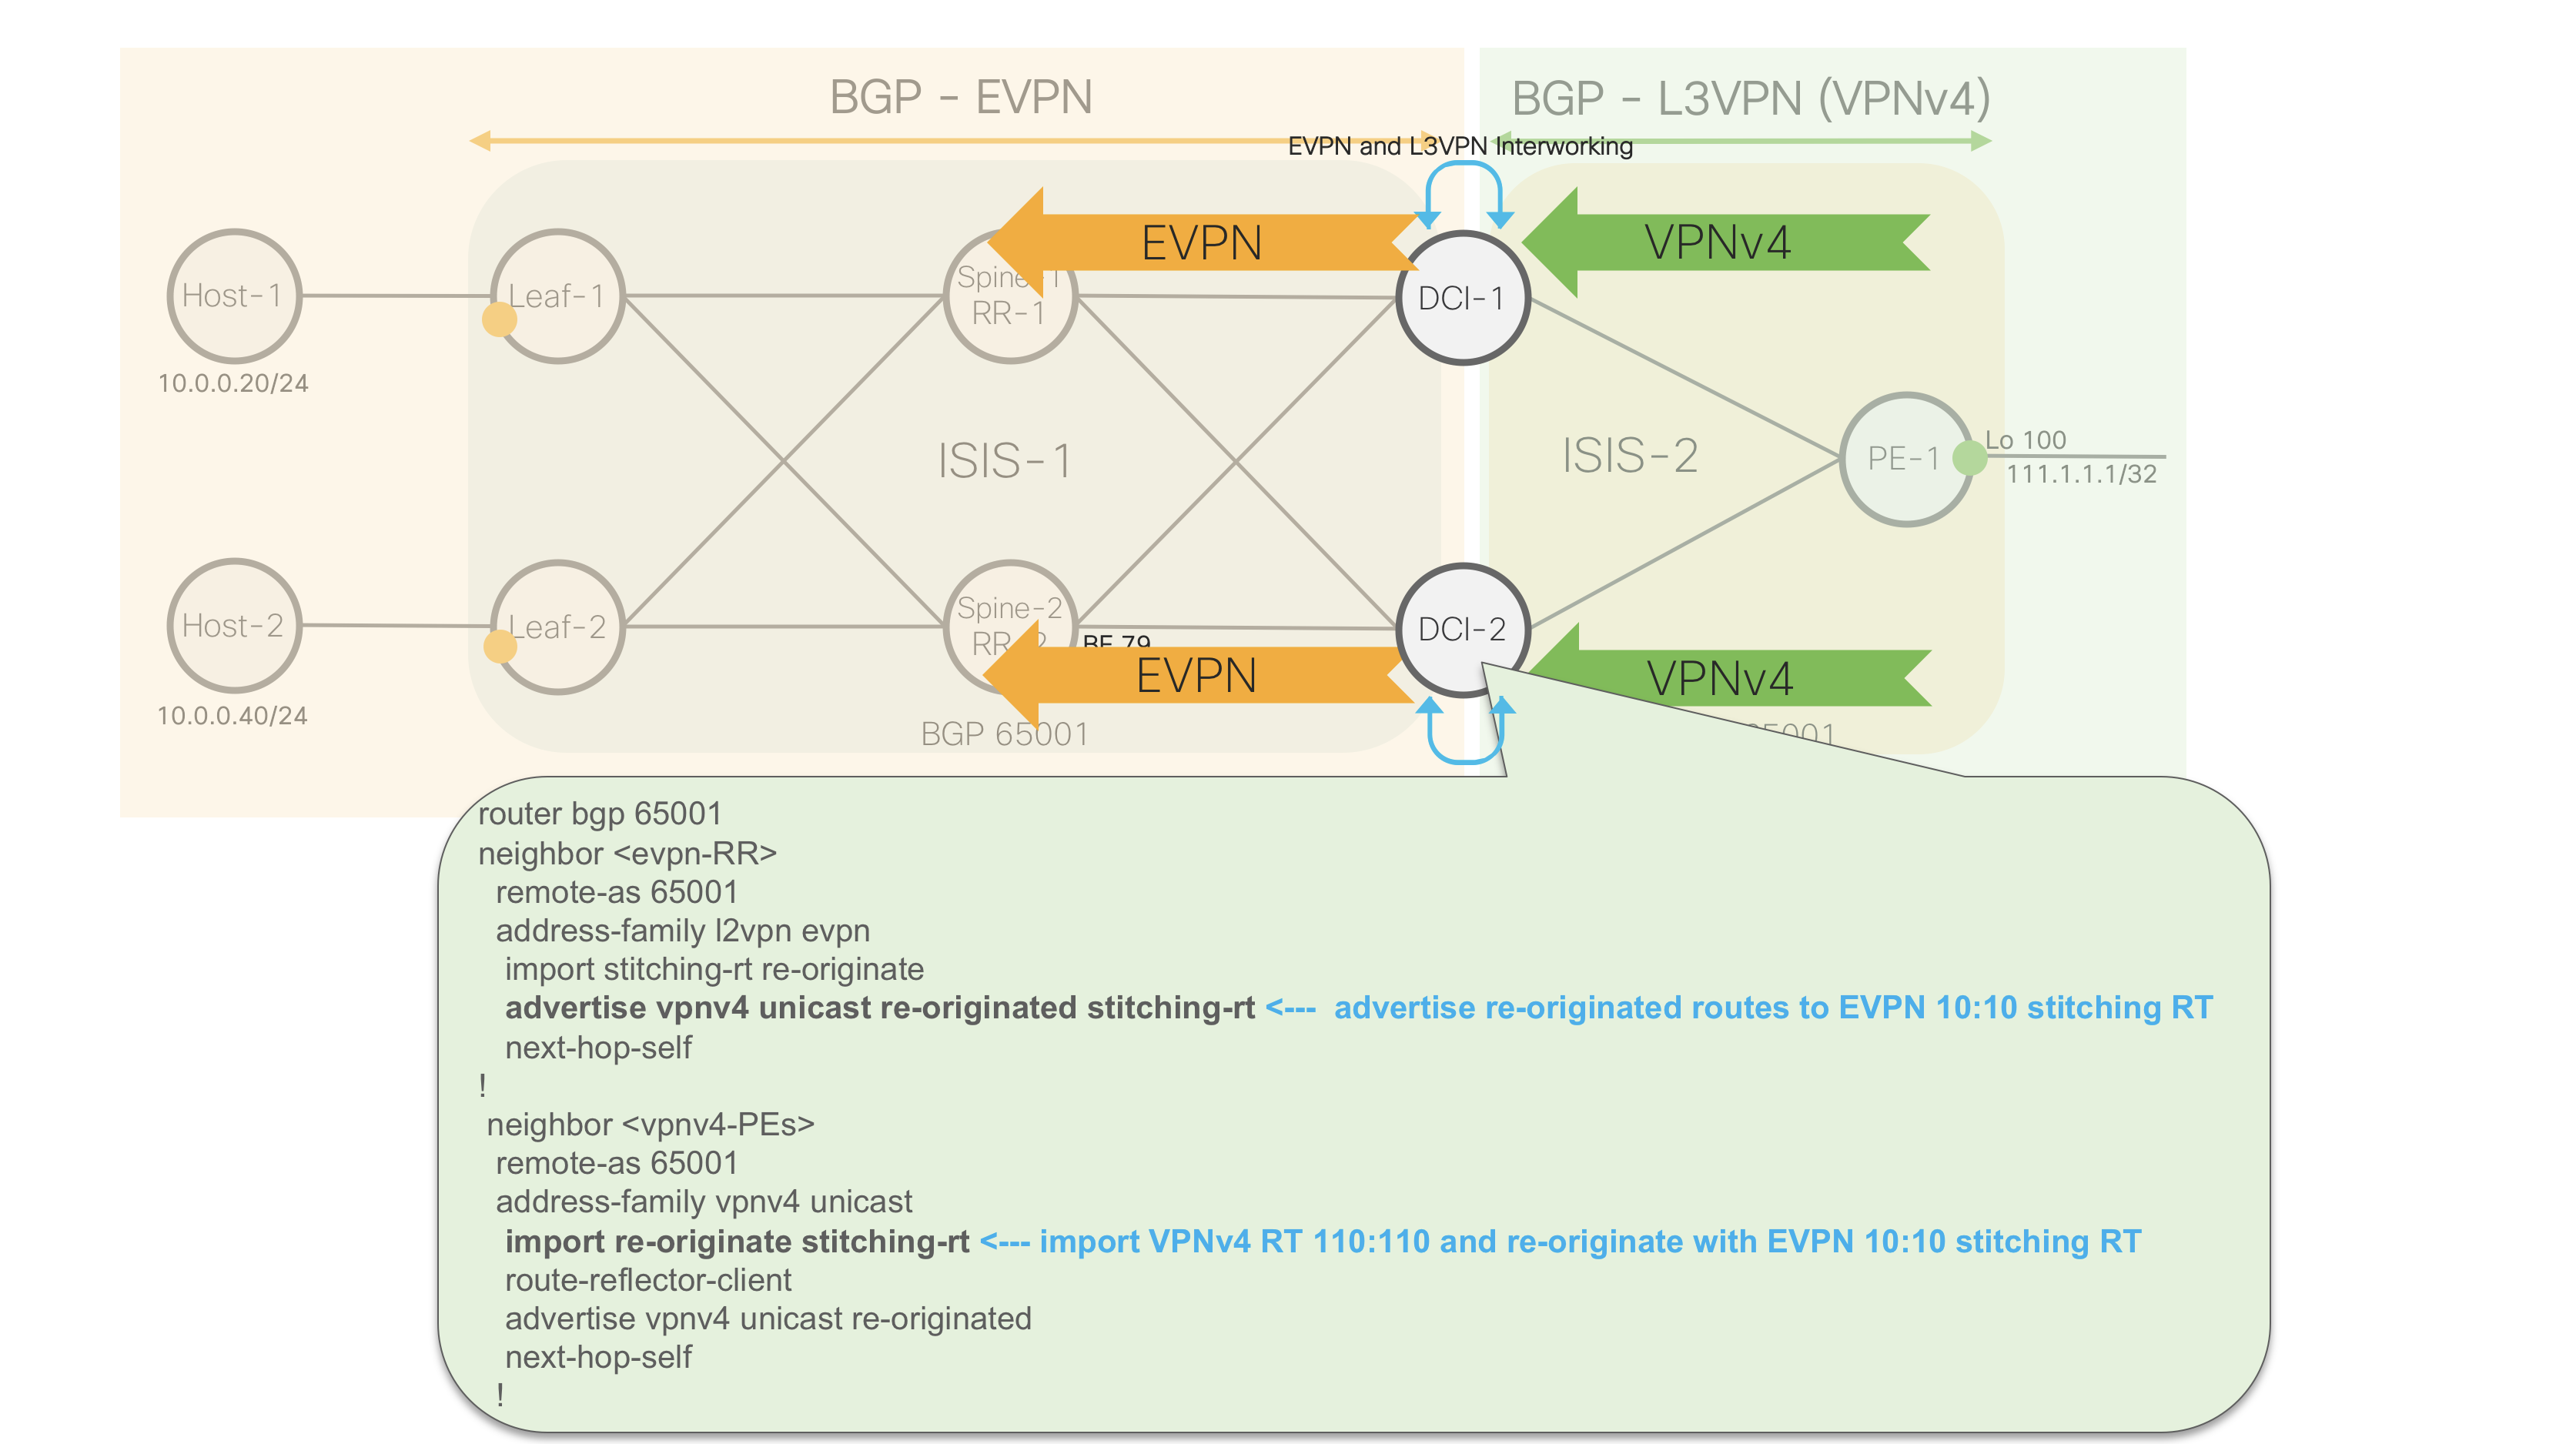 BGP - EVPN
BGP - L3VPN (VPNv4)
EVPN and L3VPN Interworking
EVPN
VPNv4
Host-1
Leaf-1
RR-1
DCI-1
10.0.0.20/24
ISIS-1
ISIS-2
PE-1
Lo 100
111.1.1.1/32
Host-2
Leaf-2
Spine-2
DCI-2
BE 79
EVPN
VPNv4
10.0.0.40/24
BGP 65001
router bgp 65001
neighbor <evpn-RR>
remote-as 65001
address-family l2vpn evpn
import stitching-rt re-originate
advertise vpnv4 unicast re-originated stitching-rt <--- advertise re-originated routes to EVPN 10:10 stitching RT
next-hop-self
!
neighbor <vpnv4-PEs>
remote-as 65001
address-family vpnv4 unicast
import re-originate stitching-rt <--- import VPNv4 RT 110:110 and re-originate with EVPN 10:10 stitching RT
route-reflector-client
advertise vpnv4 unicast re-originated
next-hop-self
!